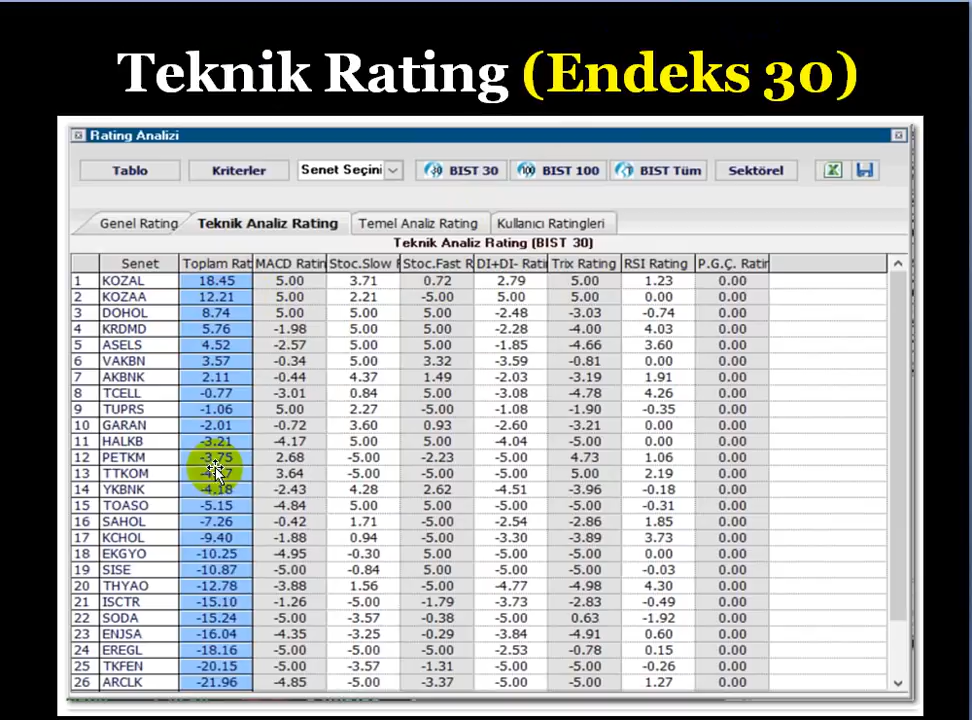 Teknik Rating (Endeks 30)
Rating Analizi
Tablo Kriterler Senet Seçini 30 BIST 30 100 BIST 100 BIST Tüm Sektörel
Genel Rating Teknik Analiz Rating Temel Analiz Rating Kullanıcı Ratingleri
Teknik Analiz Rating (BIST 30)
Senet Toplam Rat MACD Ratin Stoc.Slow R Stoc.Fast R DI+DI- Ratin Trix Rating RSI Rating P.G.Ç. Ratin
1 KOZAL 18.45 5.00 3.71 0.72 2.79 5.00 1.23 0.00
2 KOZAA 12.21 5.00 2.21 -5.00 5.00 5.00 0.00 0.00
3 DOHOL 8.74 5.00 5.00 5.00 -2.48 -3.03 -0.74 0.00
4 KRDMD 5.76 -1.98 5.00 5.00 -2.28 -4.00 4.03 0.00
5 ASELS 4.52 -2.57 5.00 5.00 -1.85 -4.66 3.60 0.00
6 VAKBN 3.57 -0.34 5.00 3.32 -3.59 -0.81 0.00 0.00
7 AKBNK 2.11 -0.44 4.37 1.49 -2.03 -3.19 1.91 0.00
8 TCELL -0.77 -3.01 0.84 5.00 -3.08 -4.78 4.26 0.00
9 TUPRS -1.06 5.00 2.27 -5.00 -1.08 -1.90 -0.35 0.00
10 GARAN -2.01 -0.72 3.60 0.93 -2.60 -3.21 0.00 0.00
11 HALKB -3.21 -4.17 5.00 5.00 -4.04 -5.00 0.00 0.00
12 PETKM -3.75 2.68 -5.00 -2.23 -5.00 4.73 1.06 0.00
13 TTKOM 3.64 -5.00 -5.00 -5.00 5.00 2.19 0.00
14 YKBNK -4.18 -2.43 4.28 2.62 -4.51 -3.96 -0.18 0.00
15 TOASO -5.15 -4.84 5.00 5.00 -5.00 -5.00 -0.31 0.00
16 SAHOL -7.26 -0.42 1.71 -5.00 -2.54 -2.86 1.85 0.00
17 KCHOL -9.40 -1.88 0.94 -5.00 -3.30 -3.89 3.73 0.00
18 EKGYO -10.25 -4.95 -0.30 5.00 -5.00 -5.00 0.00 0.00
19 SISE -10.87 -5.00 -0.84 5.00 -5.00 -5.00 -0.03 0.00
20 THYAO -12.78 -3.88 1.56 -5.00 -4.77 -4.98 4.30 0.00
21 ISCTR -15.10 -1.26 -5.00 -1.79 -3.73 -2.83 -0.49 0.00
22 SODA -15.24 -5.00 -3.57 -0.38 -5.00 0.63 -1.92 0.00
23 ENJSA -16.04 -4.35 -3.25 -0.29 -3.84 -4.91 0.60 0.00
24 EREGL -18.16 -5.00 -5.00 -5.00 -2.53 -0.78 0.15 0.00
25 TKFEN -20.15 -5.00 -3.57 -1.31 -5.00 -5.00 -0.26 0.00
26 ARCLK -21.96 -4.85 -5.00 -3.37 -5.00 -5.00 1.27 0.00